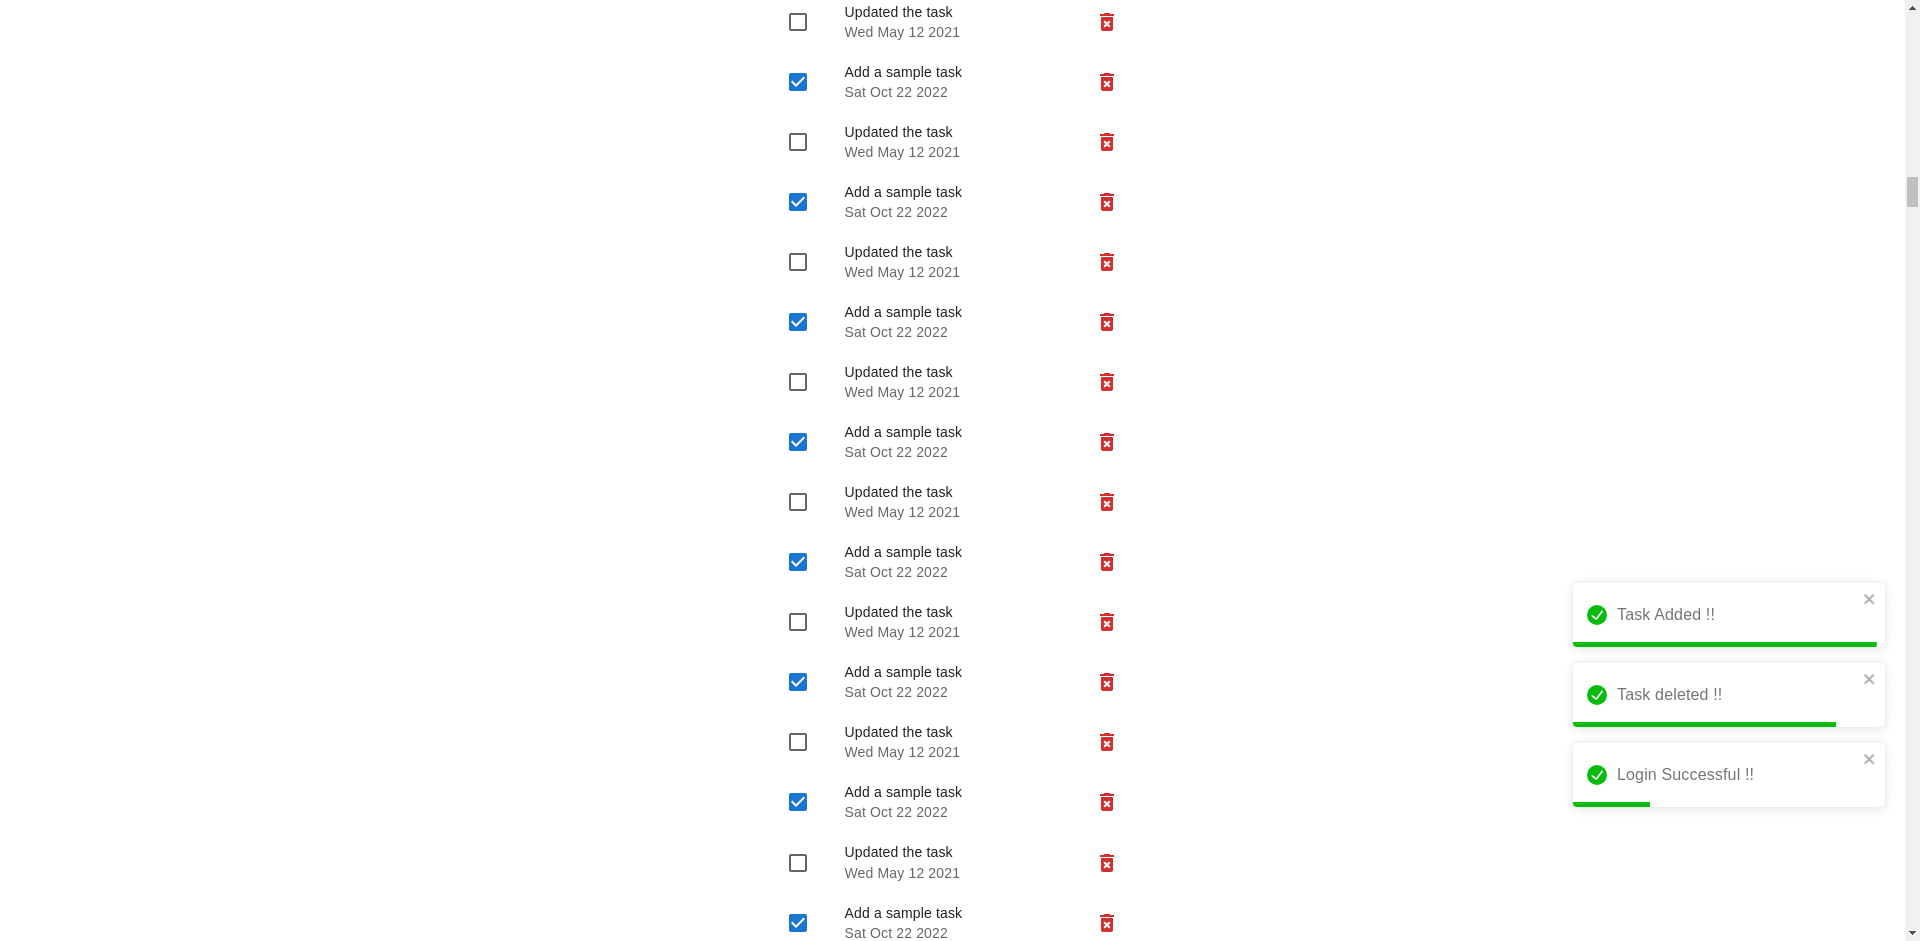 Updated the task
Wed May 12 2021
Add a sample task
Sat Oct 22 2022
Updated the task
Wed May 12 2021
Add a sample task
Sat Oct 22 2022
Updated the task
Wed May 12 2021
Add a sample task
Sat Oct 22 2022
Updated the task
Wed May 12 2021
Add a sample task
Sat Oct 22 2022
Updated the task
Wed May 12 2021
Add a sample task
Sat Oct 22 2022
Updated the task
Wed May 12 2021
Add a sample task
Sat Oct 22 2022
Updated the task
Wed May 12 2021
Add a sample task
Sat Oct 22 2022
Updated the task
Wed May 12 2021
Add a sample task
Sat Oct 22 2022
Task Added !!
Task deleted !!
Login Successful !!